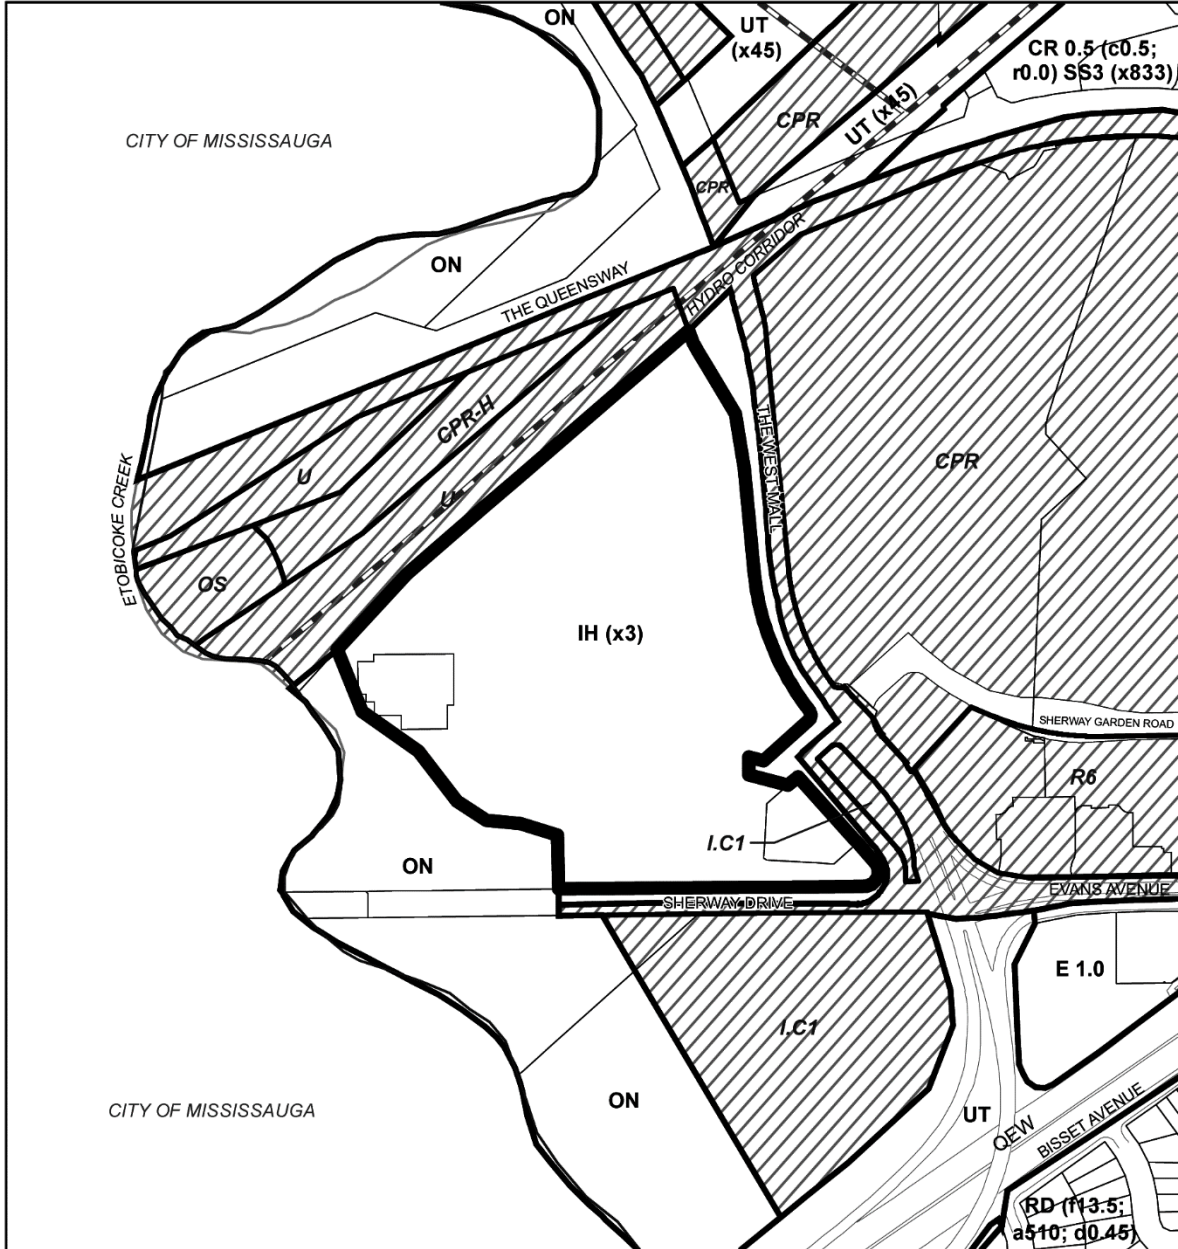 ON
UT
(x45)
CR 0.5 (c0.5;
r0.0) SS3 (x833)
CPR
UT (x45)
CITY OF MISSISSAUGA
CPR
HYDRO CORRIDOR
ON
THE QUEENSWAY
CPR-H
THE WEST MALL
CPR
U
U
ETOBICOKE CREEK
OS
IH (x3)
SHERWAY GARDEN ROAD
R6
I.C1
ON
EVANS AVENUE
SHERWAY DRIVE
E 1.0
I.C1
ON
CITY OF MISSISSAUGA
UT
QEW
BISSET AVENUE
RD (f13.5;
a510; d0.45)